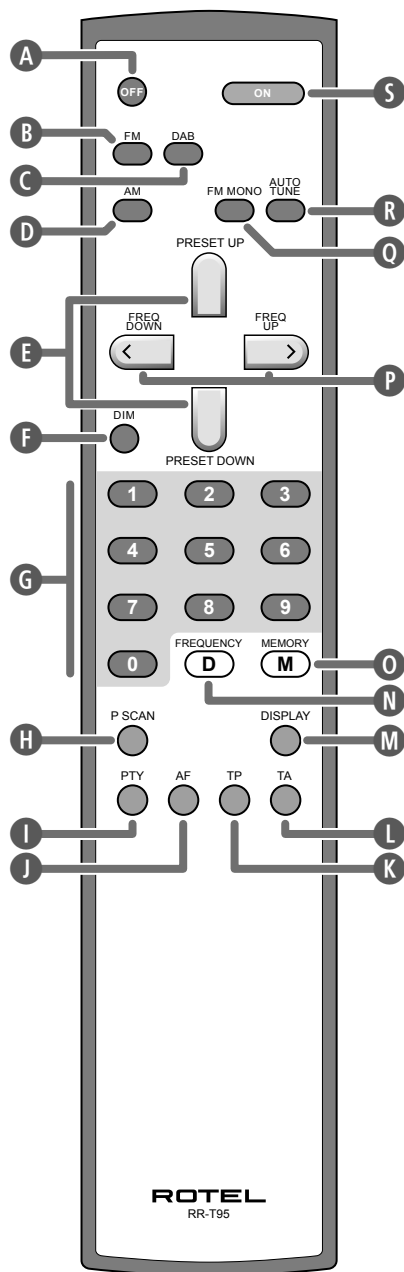 A
OFF
ON
S
B
FM
DAB
C
D
AM
FM MONO
AUTO
TUNE
R
Q
PRESET UP
FREQ
DOWN
FREQ
UP
<
>
E
P
F
DIM
PRESET DOWN
1 2 3
4 5 6
G
7 8 9
0
FREQUENCY
D
MEMORY
M
O
N
H
P SCAN
DISPLAY
M
PTY AF TP TA
I
J
K
L
ROTEL
RR-T95